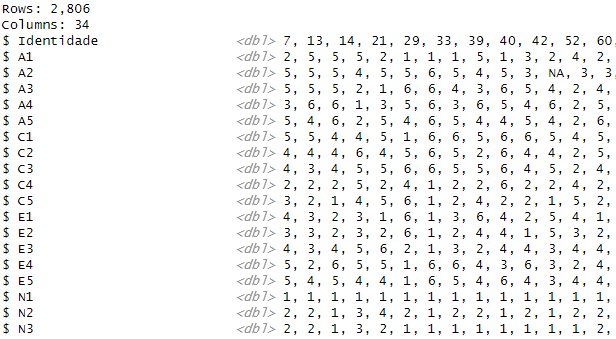 Rows: 2,806
Columns: 34
$ Identidade <dbl> 7, 13, 14, 21, 29, 33, 39, 40, 42, 52, 60,
$ A1 <dbl> 2, 5, 5, 5, 2, 1, 1, 1, 5, 1, 3, 2, 4, 2,
$ A2 <dbl> 5, 5, 5, 4, 5, 5, 6, 5, 4, 5, 3, NA, 3, 3,
$ A3 <dbl> 5, 5, 5, 2, 1, 6, 6, 4, 3, 6, 5, 4, 2, 4,
$ A4 <dbl> 3, 6, 6, 1, 3, 5, 6, 3, 6, 5, 4, 6, 2, 5,
$ A5 <dbl> 5, 4, 6, 2, 5, 4, 6, 5, 4, 4, 5, 4, 2, 6,
$ C1 <dbl> 5, 5, 4, 4, 5, 1, 6, 6, 5, 6, 6, 5, 4, 5,
$ C2 <dbl> 4, 4, 4, 6, 4, 5, 6, 5, 2, 6, 4, 4, 2, 5,
$ C3 <dbl> 4, 3, 4, 5, 5, 6, 6, 5, 5, 6, 4, 5, 2, 4,
$ C4 <dbl> 2, 2, 2, 5, 2, 4, 1, 2, 2, 6, 2, 2, 4, 2,
$ C5 <dbl> 3, 2, 1, 4, 5, 6, 1, 2, 4, 2, 2, 1, 5, 2,
$ E1 <dbl> 4, 3, 2, 3, 1, 6, 1, 3, 6, 4, 2, 5, 4, 1,
$ E2 <dbl> 3, 3, 2, 3, 2, 6, 1, 2, 4, 4, 1, 5, 3, 2,
$ E3 <dbl> 4, 3, 4, 5, 6, 2, 1, 3, 2, 4, 4, 3, 4, 4,
$ E4 <dbl> 5, 2, 6, 5, 5, 1, 6, 6, 4, 3, 6, 3, 2, 4,
$ E5 <dbl> 5, 4, 5, 4, 4, 1, 6, 5, 4, 6, 4, 3, 4, 4,
$ N1 <dbl> 1, 1, 1, 1, 1, 1, 1, 1, 1, 1, 1, 1, 1, 1,
$ N2 <dbl> 2, 2, 1, 3, 4, 2, 1, 2, 2, 1, 2, 1, 2, 2,
$ N3 <dbl> 2, 2, 1, 3, 2, 1, 1, 1, 1, 1, 1, 1, 1, 2,